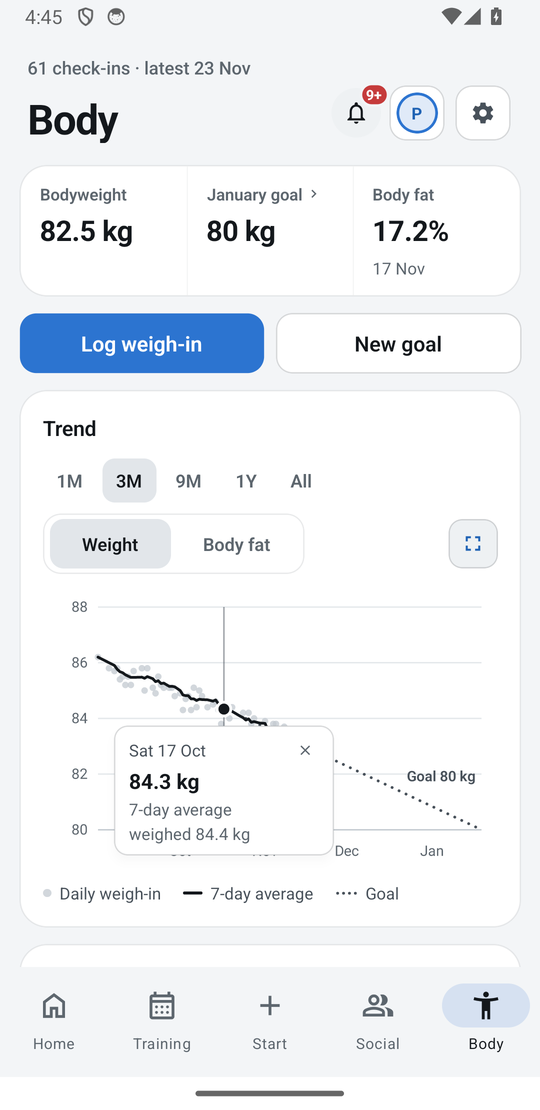 4:45
61 check-ins · latest 23 Nov
Body
9+
P
Bodyweight
82.5 kg
January goal
80 kg
Body fat
17.2%
17 Nov
Log weigh-in
New goal
Trend
1M 3M 9M 1Y All
Weight Body fat
88
86
84
82
80
Sat 17 Oct
84.3 kg
7-day average
weighed 84.4 kg
Goal 80 kg
Dec Jan
Daily weigh-in 7-day average Goal
Home Training Start Social Body